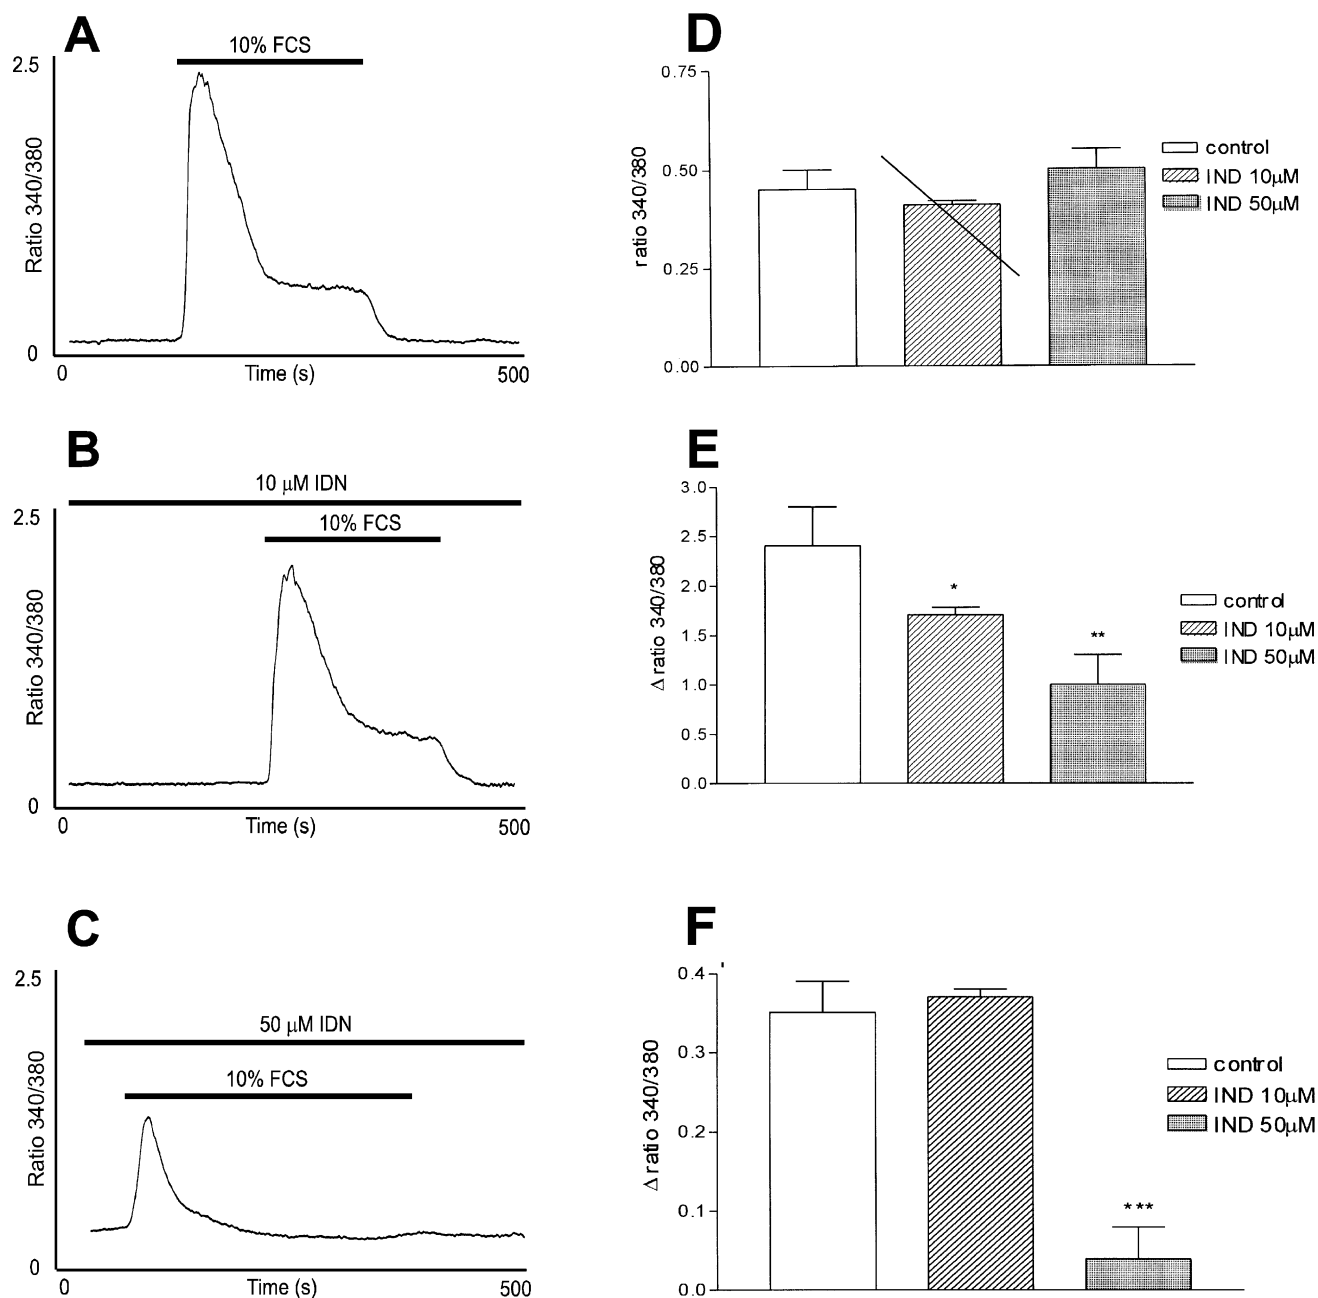 A
10% FCS
2.5
Ratio 340/380
0
0
Time (s)
500
B
10 μM IDN
10% FCS
2.5
Ratio 340/380
0
0
Time (s)
500
C
2.5
50 μM IDN
10% FCS
Ratio 340/380
0
0
Time (s)
500
D
0.75
0.50
0.25
0.00
ratio 340/380
control
IND 10μM
IND 50μM
E
3.0
2.5
2.0
1.5
1.0
0.5
0.0
Δ ratio 340/380
*
**
control
IND 10μM
IND 50μM
F
0.4
0.3
0.2
0.1
0.0
Δ ratio 340/380
***
control
IND 10μM
IND 50μM